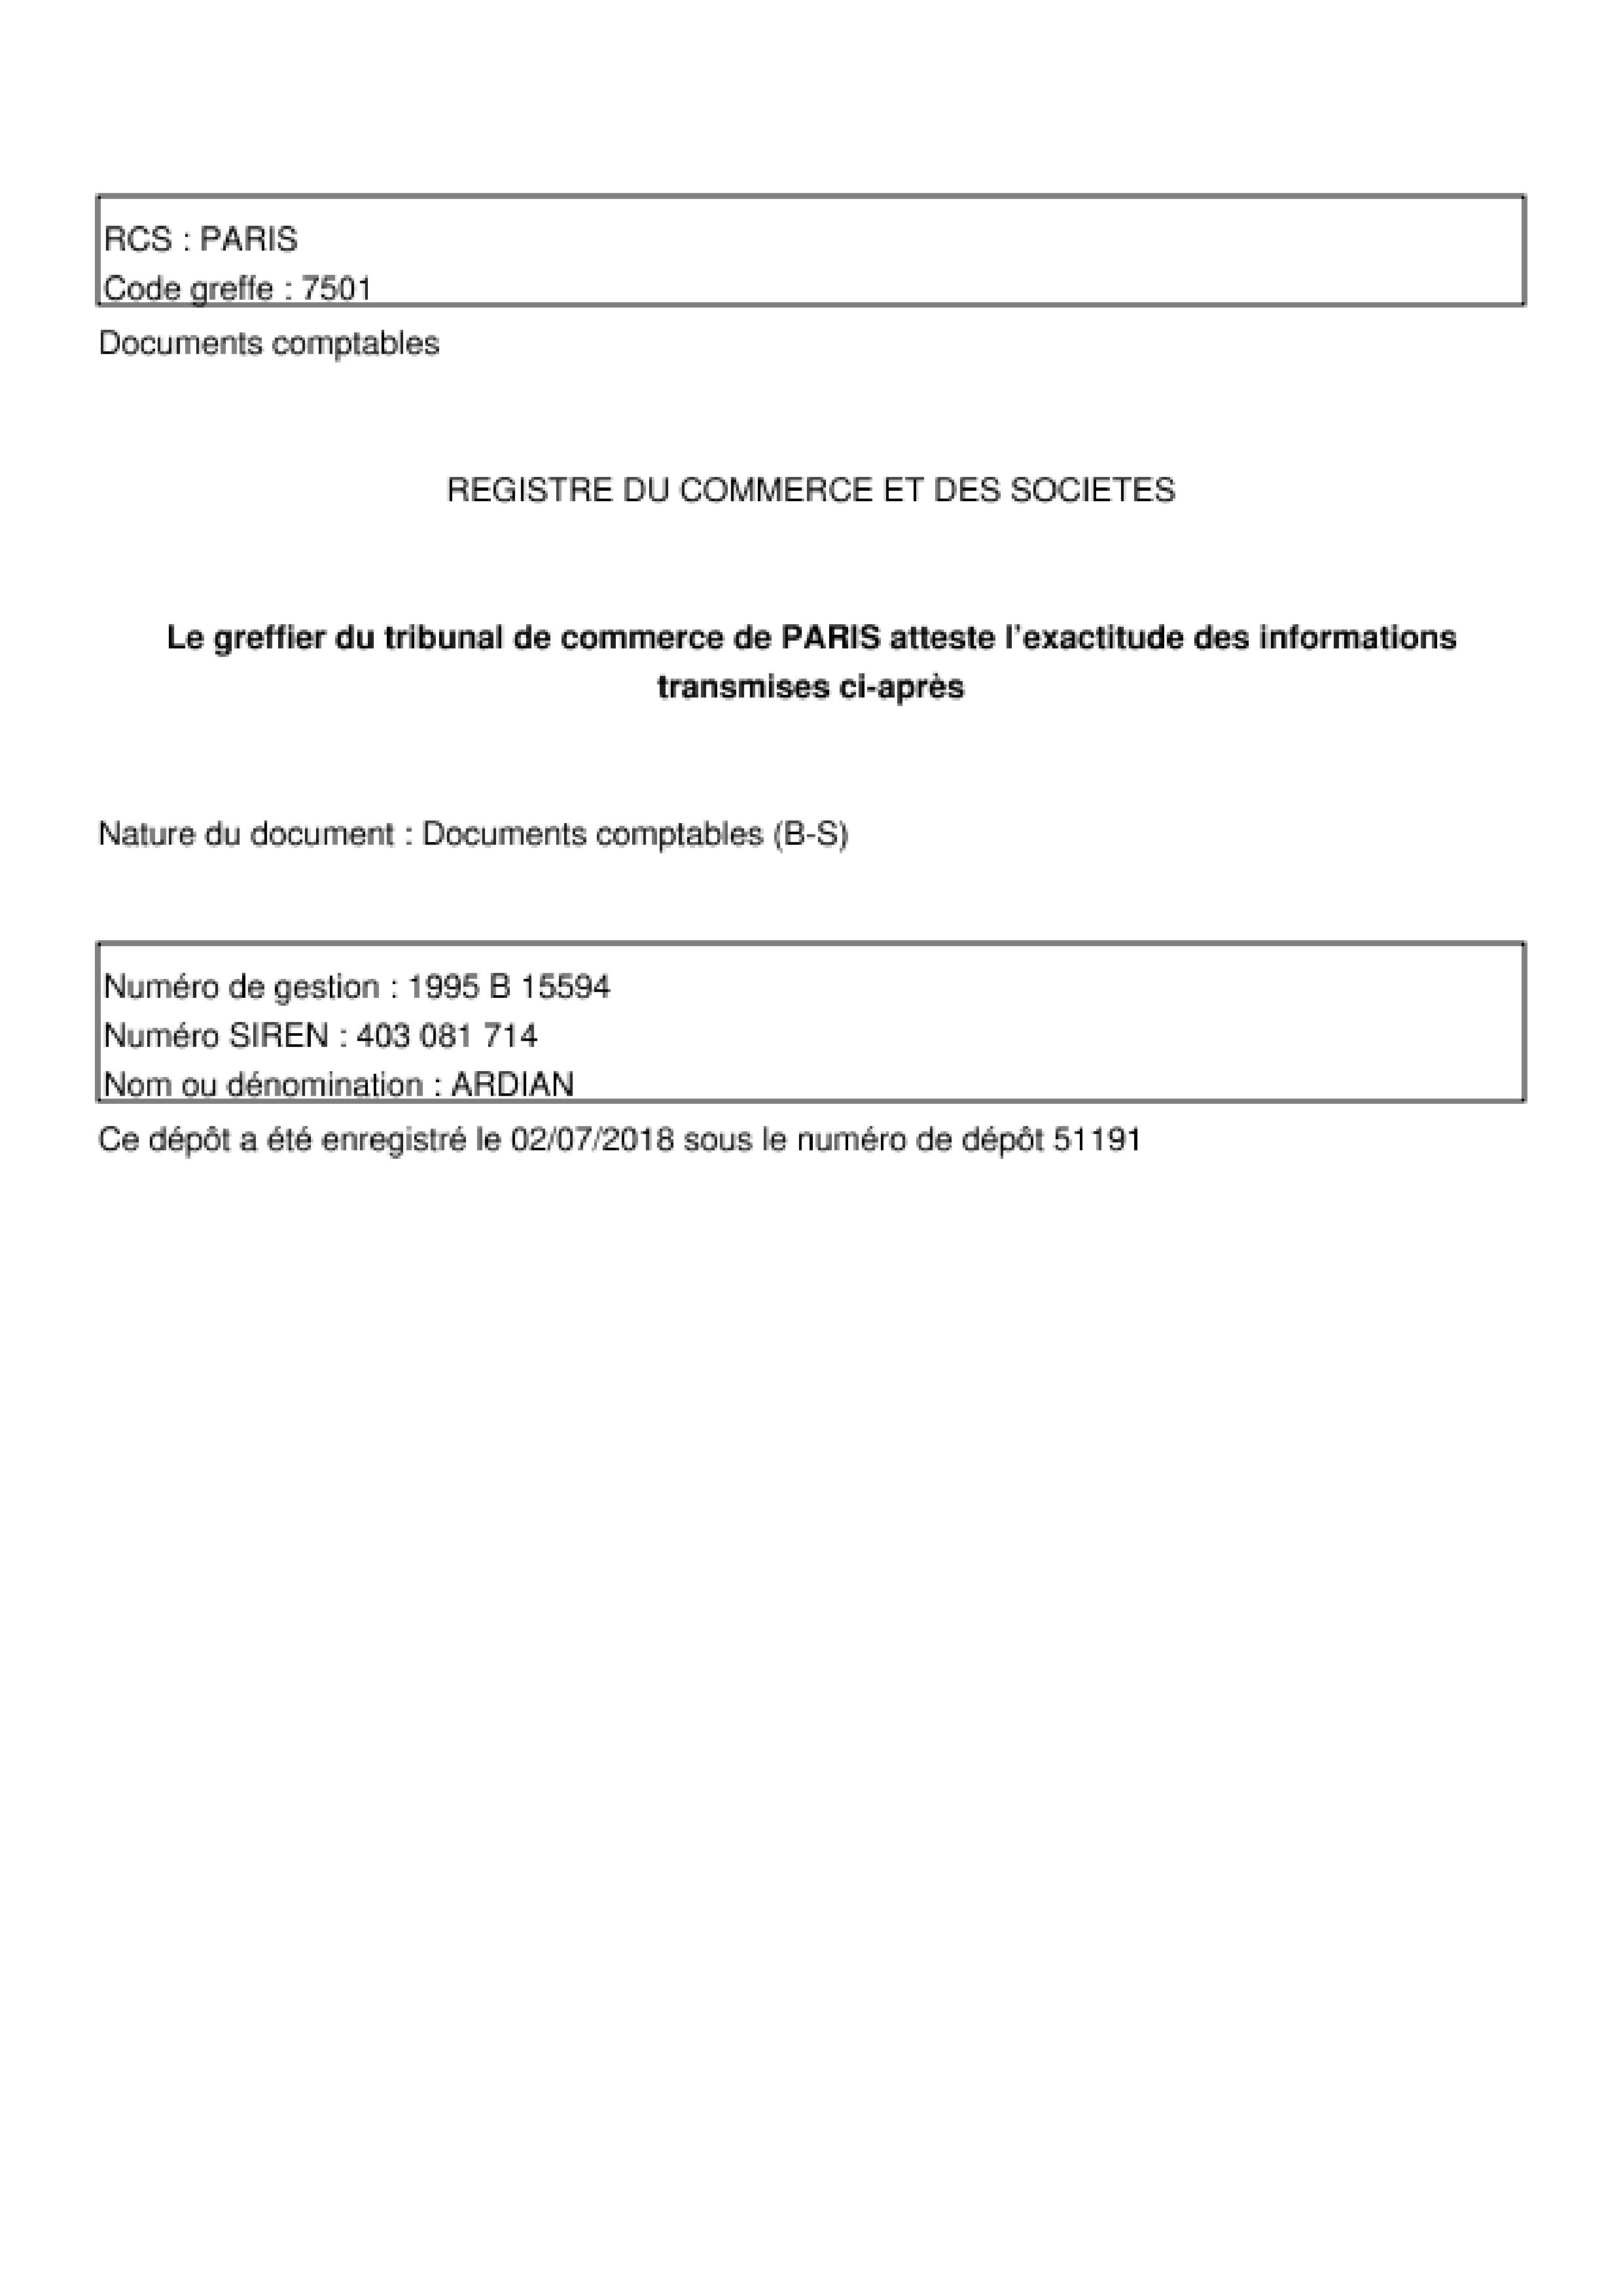 RCS : PARIS
Code greffe : 7501
Documents comptables
REGISTRE DU COMMERCE ET DES SOCIETES
Le greffier du tribunal de commerce de PARIS atteste l'exactitude des informations
transmises ci-après
Nature du document : Documents comptables (B-S)
Numéro de gestion : 1995 B 15594
Numéro SIREN : 403 081 714
Nom ou dénomination : ARDIAN
Ce dépôt a été enregistré le 02/07/2018 sous le numéro de dépôt 51191